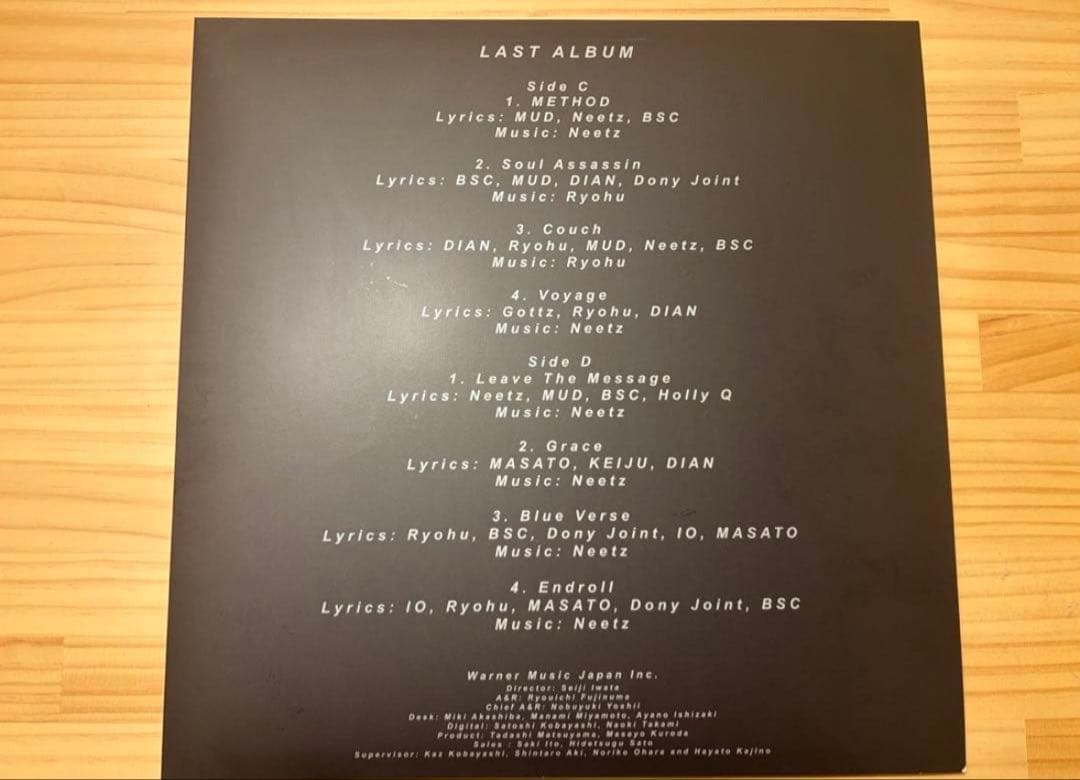 LAST ALBUM
Side C
1. METHOD
Lyrics: MUD, Neetz, BSC
Music: Neetz
2. Soul Assassin
Lyrics: BSC, MUD, DIAN, Dony Joint
Music: Ryohu
3. Couch
Lyrics: DIAN, Ryohu, MUD, Neetz, BSC
Music: Ryohu
4. Voyage
Lyrics: Gottz, Ryohu, DIAN
Music: Neetz
Side D
1. Leave The Message
Lyrics: Neetz, MUD, BSC, Holly Q
Music: Neetz
2. Grace
Lyrics: MASATO, KEIJU, DIAN
Music: Neetz
3. Blue Verse
Lyrics: Ryohu, BSC, Dony Joint, IO, MASATO
Music: Neetz
4. Endroll
Lyrics: IO, Ryohu, MASATO, Dony Joint, BSC
Music: Neetz
Warner Music Japan Inc.
Director: Seiji Iwata
A&R: Ryouichi Fujinuma
Chief A&R: Nobuyuki Yoshii
Desk: Miki Akashiba, Manami Miyamoto, Ayano Ishizaki
Digital: Satoshi Kobayashi, Naoki Takami
Product: Tadashi Matsuyama, Masayo Kuroda
Sales : Saki Ito, Hidetsugu Sato
Supervisor: Kaz Kobayashi, Shintaro Aki, Noriko Ohara and Hayato Kajino